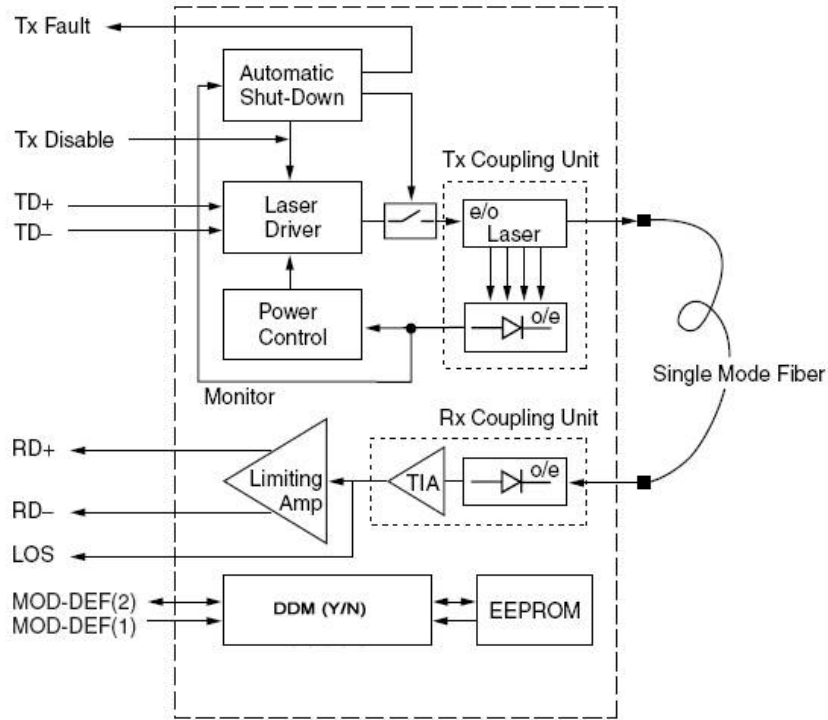 Tx Fault
Automatic
Shut-Down
Tx Disable
Tx Coupling Unit
TD+
TD–
Laser
Driver
e/o
Laser
Power
Control
o/e
Single Mode Fiber
Monitor
Rx Coupling Unit
RD+
RD–
Limiting
Amp
TIA
o/e
LOS
MOD-DEF(2)
MOD-DEF(1)
DDM (Y/N)
EEPROM